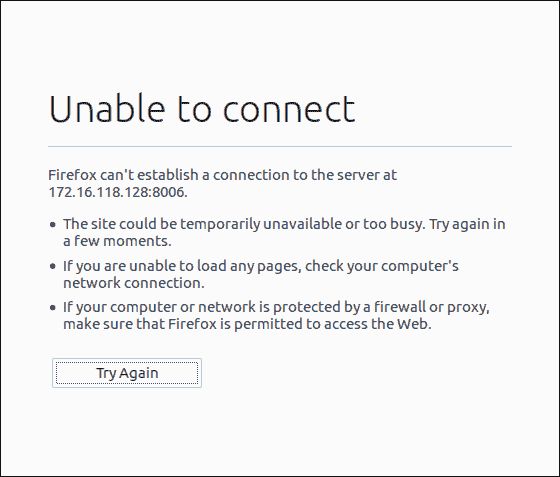 Unable to connect
Firefox can't establish a connection to the server at
172.16.118.128:8006.
• The site could be temporarily unavailable or too busy. Try again in
a few moments.
• If you are unable to load any pages, check your computer's
network connection.
• If your computer or network is protected by a firewall or proxy,
make sure that Firefox is permitted to access the Web.
Try Again